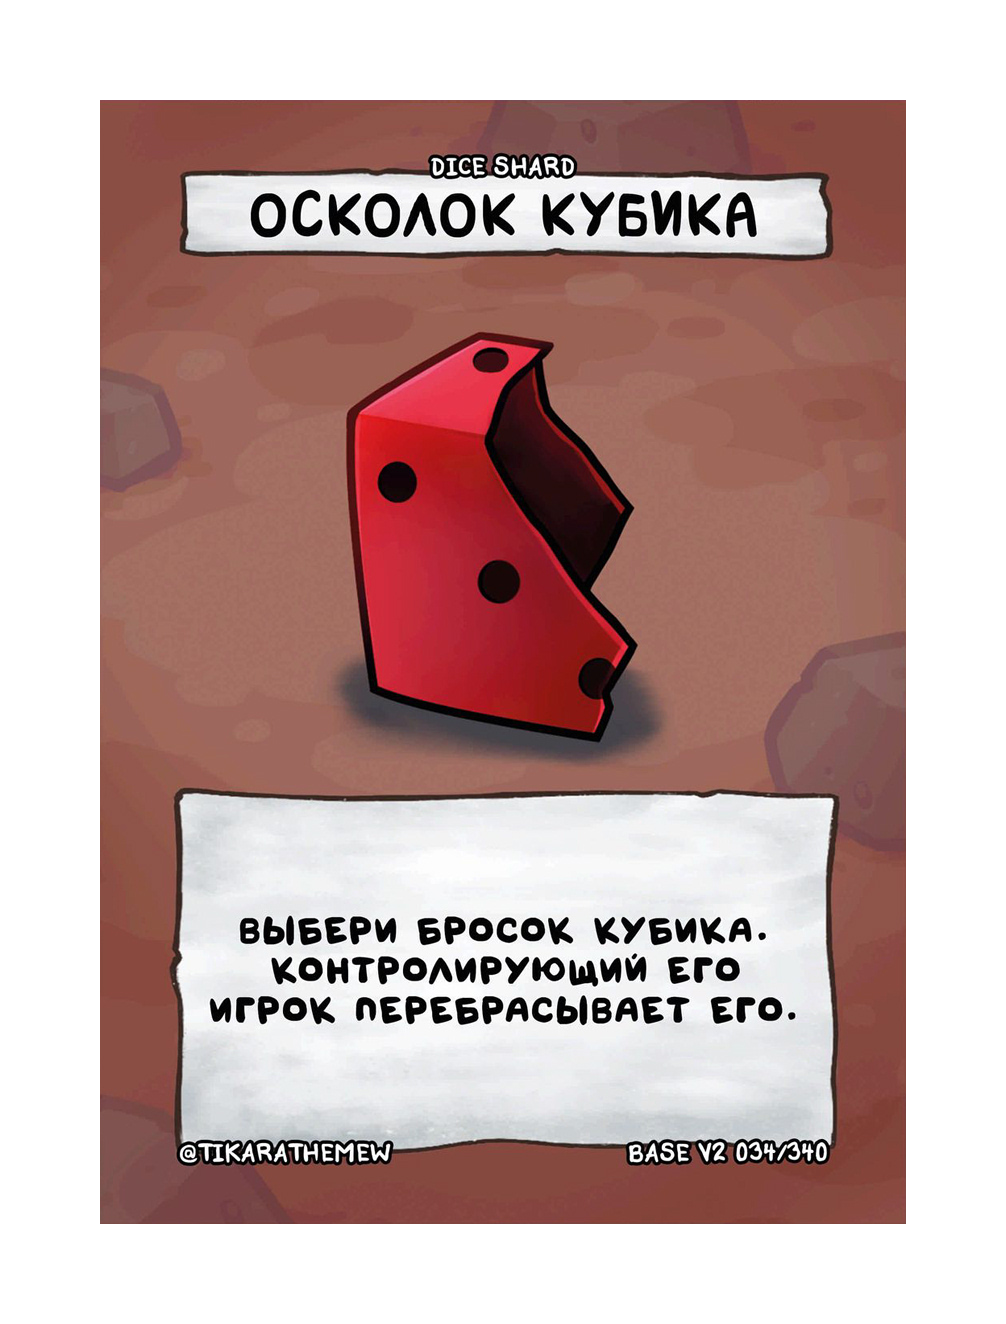 DICE SHARD
ОСКОЛОК КУБИКА
ВЫБЕРИ БРОСОК КУБИКА.
КОНТРОЛИРУЮЩИЙ ЕГО
ИГРОК ПЕРЕБРАСЫВАЕТ ЕГО.
@TIKARATHEMEW
BASE V2 034/340